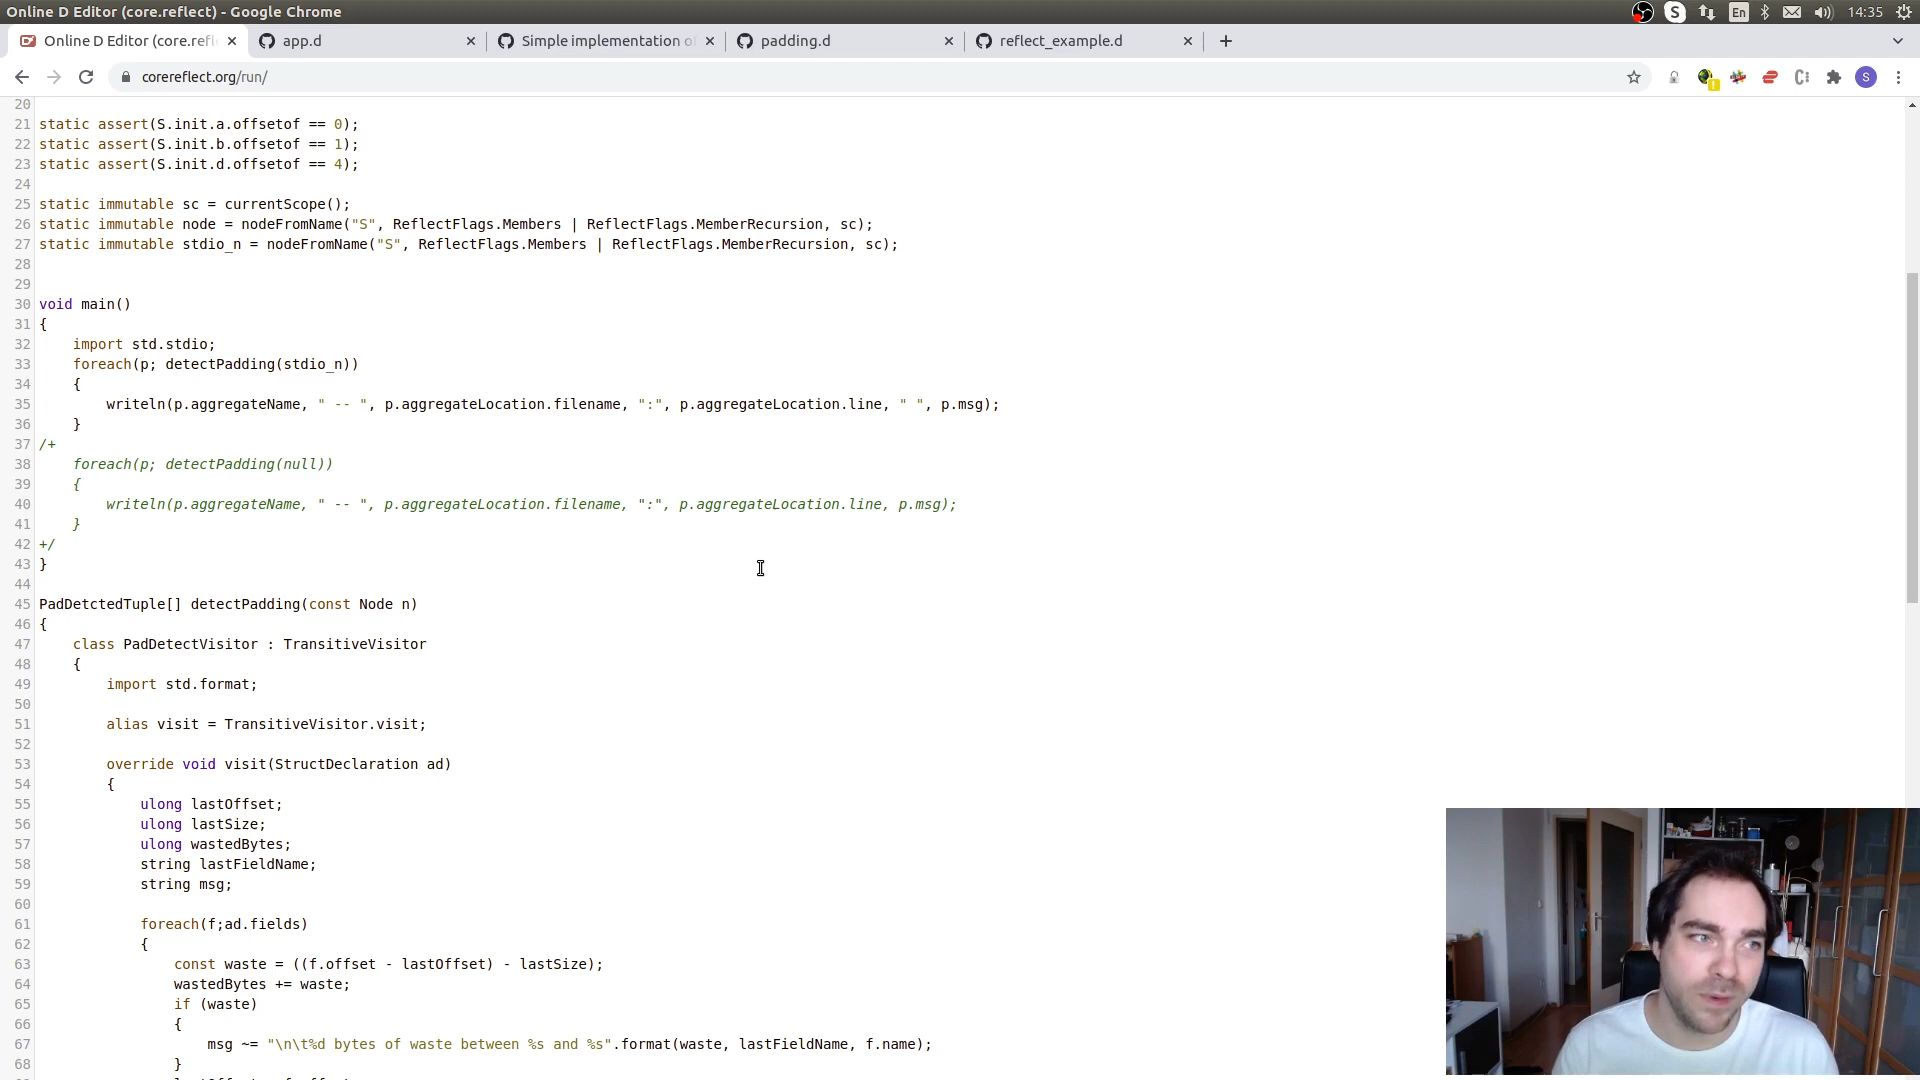 Online D Editor (core.reflect) - Google Chrome
En
14:35
Online D Editor (core.refle
app.d
Simple implementation o
padding.d
reflect_example.d
corereflect.org/run/
S
20
21 static assert(S.init.a.offsetof == 0);
22 static assert(S.init.b.offsetof == 1);
23 static assert(S.init.d.offsetof == 4);
24
25 static immutable sc = currentScope();
26 static immutable node = nodeFromName("S", ReflectFlags.Members | ReflectFlags.MemberRecursion, sc);
27 static immutable stdio_n = nodeFromName("S", ReflectFlags.Members | ReflectFlags.MemberRecursion, sc);
28
29
30 void main()
31 {
32 import std.stdio;
33 foreach(p; detectPadding(stdio_n))
34 {
35 writeln(p.aggregateName, " -- ", p.aggregateLocation.filename, ":", p.aggregateLocation.line, " ", p.msg);
36 }
37 /+
38 foreach(p; detectPadding(null))
39 {
40 writeln(p.aggregateName, " -- ", p.aggregateLocation.filename, ":", p.aggregateLocation.line, p.msg);
41 }
42 +/
43 }
44
45 PadDetctedTuple[] detectPadding(const Node n)
46 {
47 class PadDetectVisitor : TransitiveVisitor
48 {
49 import std.format;
50
51 alias visit = TransitiveVisitor.visit;
52
53 override void visit(StructDeclaration ad)
54 {
55 ulong lastOffset;
56 ulong lastSize;
57 ulong wastedBytes;
58 string lastFieldName;
59 string msg;
60
61 foreach(f;ad.fields)
62 {
63 const waste = ((f.offset - lastOffset) - lastSize);
64 wastedBytes += waste;
65 if (waste)
66 {
67 msg ~= "\n\t%d bytes of waste between %s and %s".format(waste, lastFieldName, f.name);
68 }